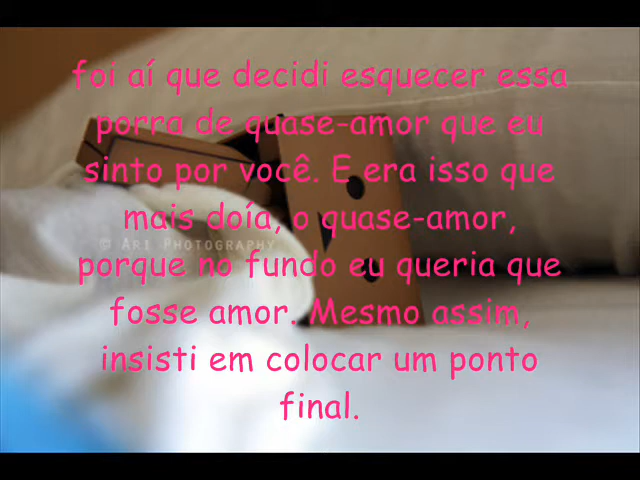 foi aí que decidi esquecer essa
porra de quase-amor que eu
sinto por você. E era isso que
mais doía, o quase-amor,
© Ari Photography
porque no fundo eu queria que
fosse amor. Mesmo assim,
insisti em colocar um ponto
final.